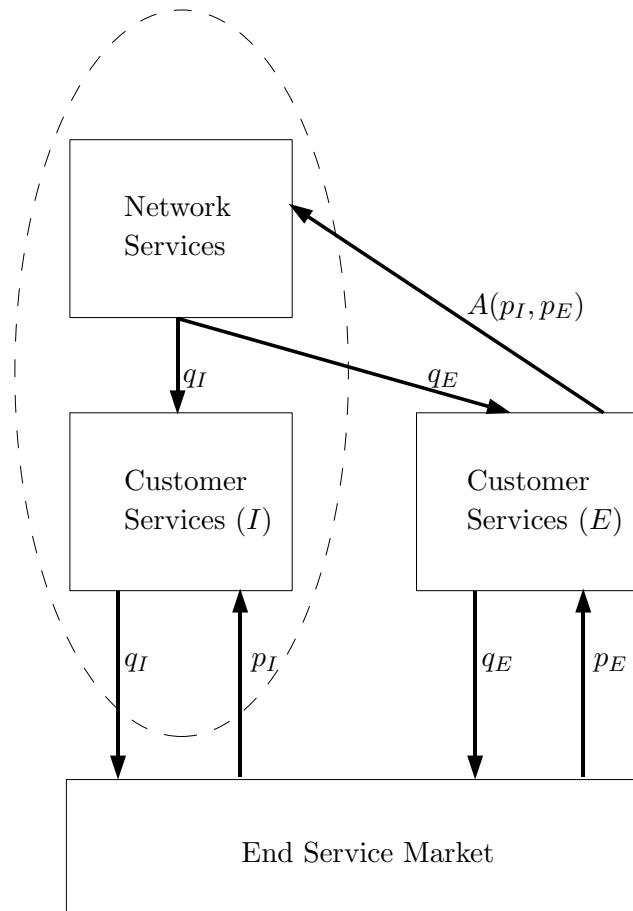 Network
Services
A(p_I, p_E)
q_I
q_E
Customer
Services (I)
Customer
Services (E)
q_I
p_I
q_E
p_E
End Service Market